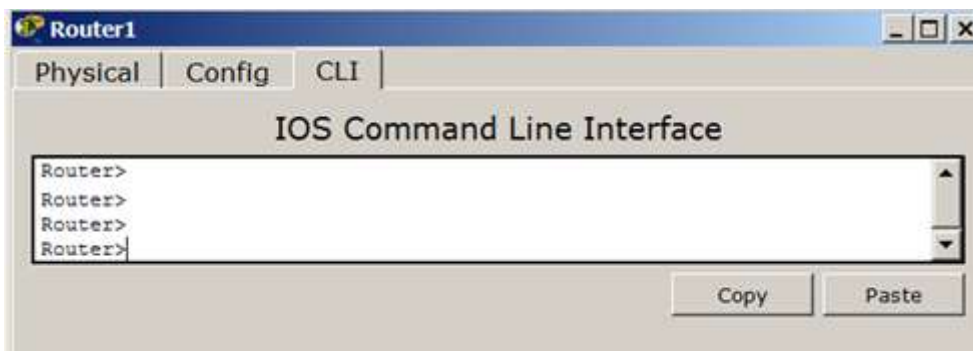 Router1
Physical Config CLI
IOS Command Line Interface
Router>
Router>
Router>
Router>
Copy Paste